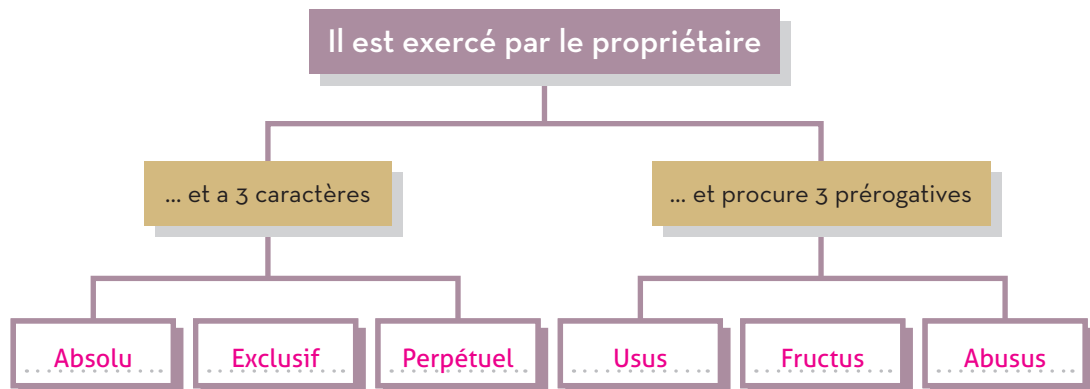 Il est exercé par le propriétaire
... et a 3 caractères
... et procure 3 prérogatives
Absolu
Exclusif
Perpétuel
Usus
Fructus
Abusus